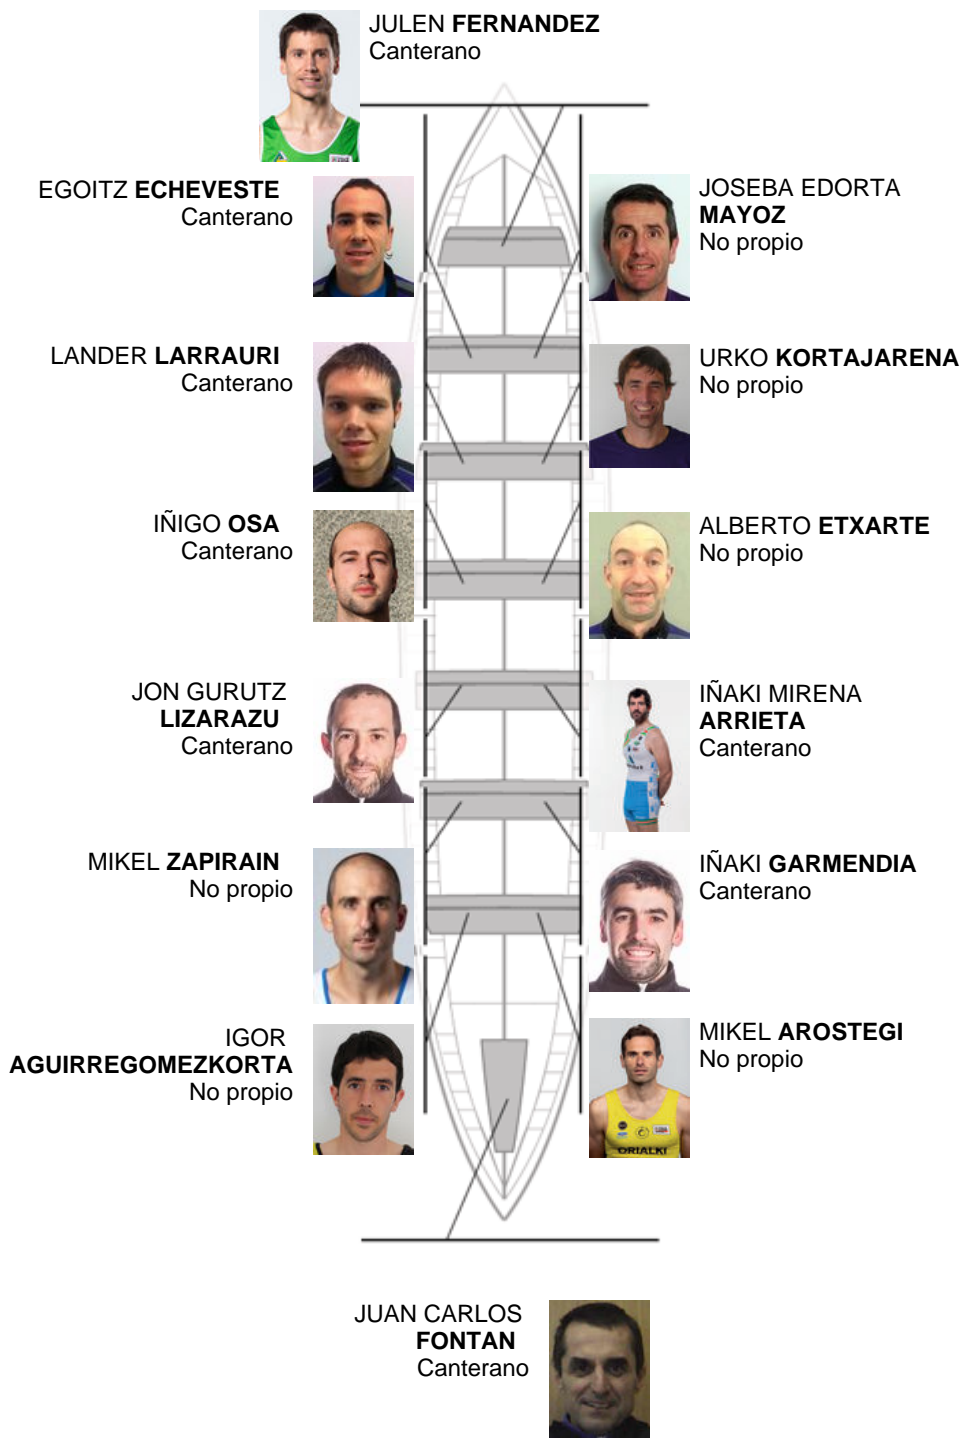 JULEN FERNANDEZ
Canterano
EGOITZ ECHEVESTE
Canterano
JOSEBA EDORTA
MAYOZ
No propio
LANDER LARRAURI
Canterano
URKO KORTAJARENA
No propio
IÑIGO OSA
Canterano
ALBERTO ETXARTE
No propio
JON GURUTZ
LIZARAZU
Canterano
IÑAKI MIRENA
ARRIETA
Canterano
MIKEL ZAPIRAIN
No propio
IÑAKI GARMENDIA
Canterano
IGOR
AGUIRREGOMEZKORTA
No propio
MIKEL AROSTEGI
No propio
ORIALKI
JUAN CARLOS
FONTAN
Canterano